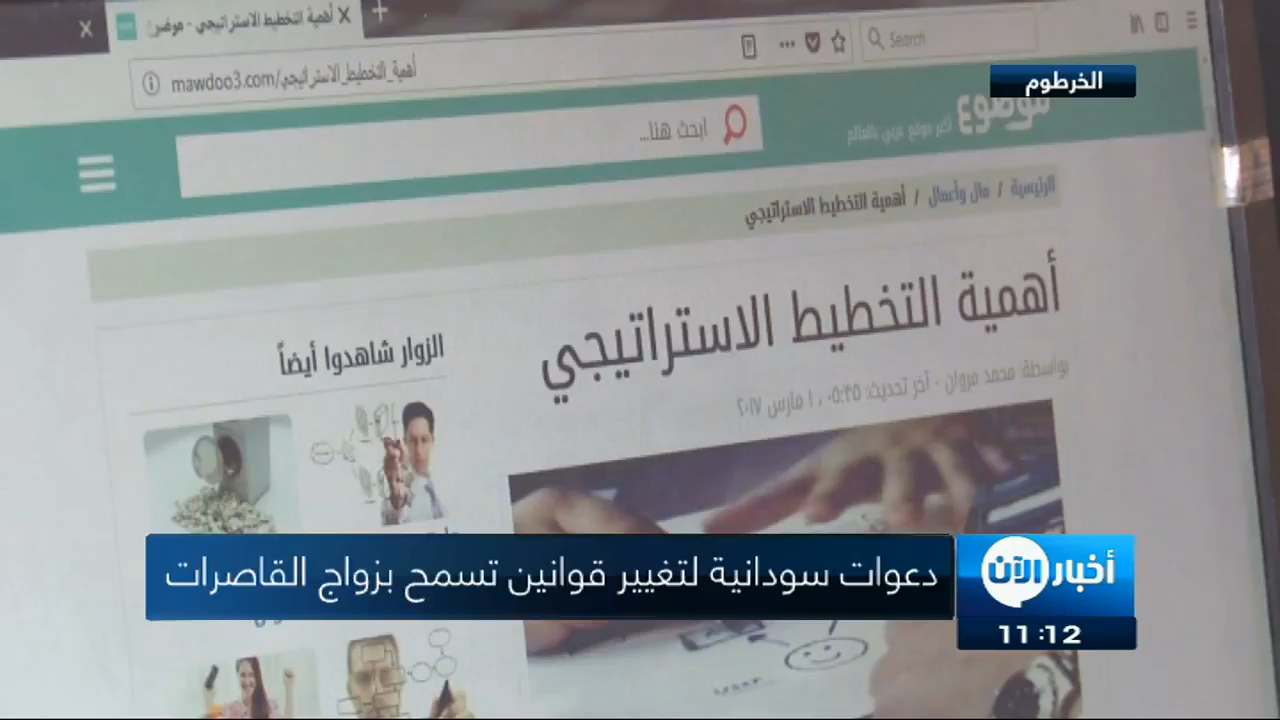 أهمية التخطيط الاستراتيجي - موضو
mawdoo3.com/أهمية_التخطيط_الاستراتيجي
Search
الخرطوم
موضوع
أكبر موقع عربي بالعالم
ابحث هنا...
الرئيسية / مال وأعمال / أهمية التخطيط الاستراتيجي
أهمية التخطيط الاستراتيجي
بواسطة: محمد مروان - آخر تحديث: ٠٥:٤٥ ، ١ مارس ٢٠١٧
الزوار شاهدوا أيضاً
دعوات سودانية لتغيير قوانين تسمح بزواج القاصرات
أخبار الآن
11:12